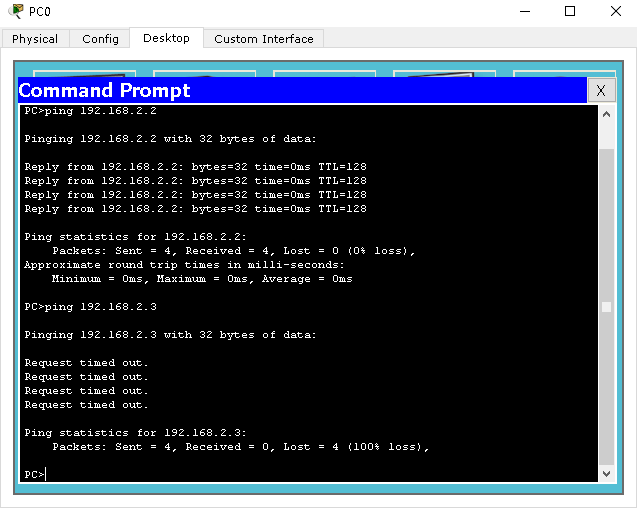 PC0
Physical Config Desktop Custom Interface
Command Prompt X
PC>ping 192.168.2.2
Pinging 192.168.2.2 with 32 bytes of data:
Reply from 192.168.2.2: bytes=32 time=0ms TTL=128
Reply from 192.168.2.2: bytes=32 time=0ms TTL=128
Reply from 192.168.2.2: bytes=32 time=0ms TTL=128
Reply from 192.168.2.2: bytes=32 time=0ms TTL=128
Ping statistics for 192.168.2.2:
Packets: Sent = 4, Received = 4, Lost = 0 (0% loss),
Approximate round trip times in milli-seconds:
Minimum = 0ms, Maximum = 0ms, Average = 0ms
PC>ping 192.168.2.3
Pinging 192.168.2.3 with 32 bytes of data:
Request timed out.
Request timed out.
Request timed out.
Request timed out.
Ping statistics for 192.168.2.3:
Packets: Sent = 4, Received = 0, Lost = 4 (100% loss),
PC>